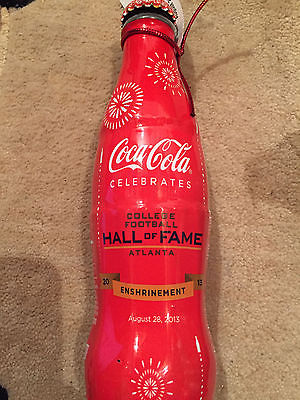 Coca-Cola
CELEBRATES
COLLEGE
FOOTBALL
HALL OF FAME
ATLANTA
20 ENSHRINEMENT 13
August 28, 2013